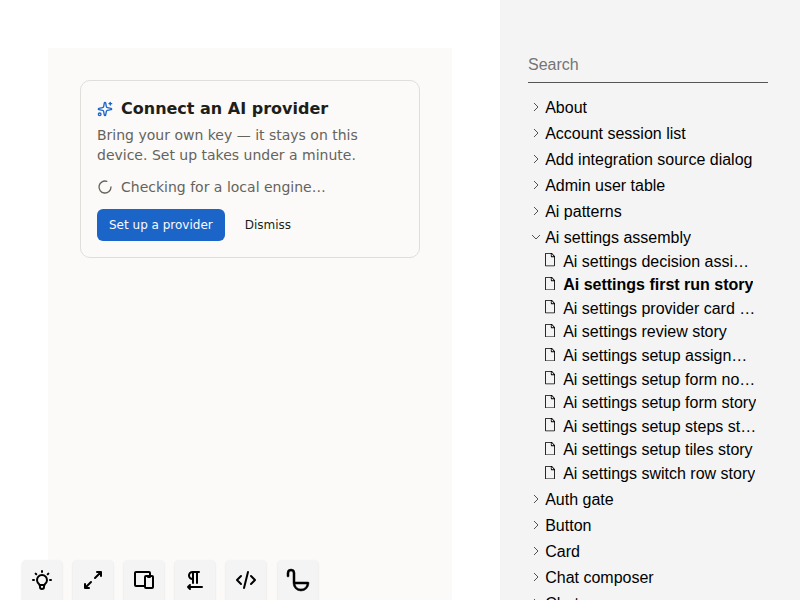 Connect an AI provider
Bring your own key — it stays on this
device. Set up takes under a minute.
Checking for a local engine…
Set up a provider
Dismiss
Search
About
Account session list
Add integration source dialog
Admin user table
Ai patterns
Ai settings assembly
Ai settings decision assi…
Ai settings first run story
Ai settings provider card …
Ai settings review story
Ai settings setup assign…
Ai settings setup form no…
Ai settings setup form story
Ai settings setup steps st…
Ai settings setup tiles story
Ai settings switch row story
Auth gate
Button
Card
Chat composer